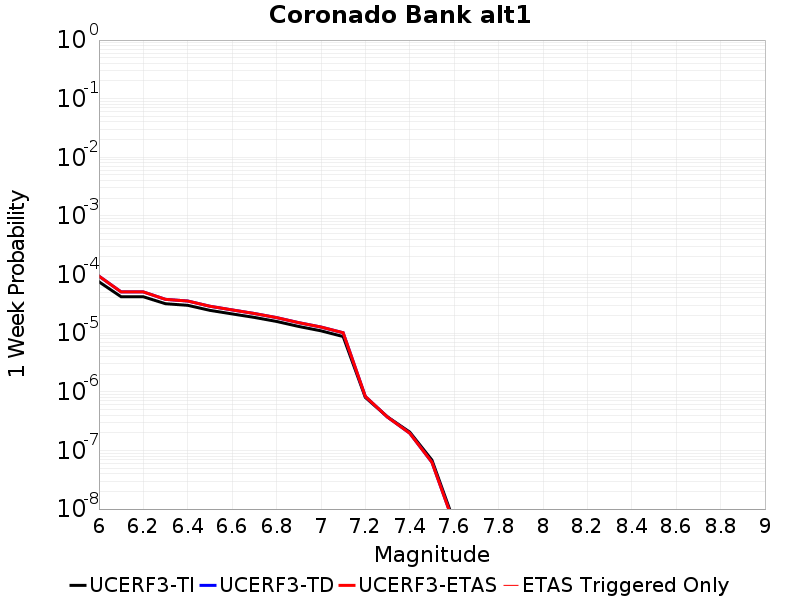 Coronado Bank alt1
1 Week Probability
10^0
10^-1
10^-2
10^-3
10^-4
10^-5
10^-6
10^-7
10^-8
6 6.2 6.4 6.6 6.8 7 7.2 7.4 7.6 7.8 8 8.2 8.4 8.6 8.8 9
Magnitude
UCERF3-TI UCERF3-TD UCERF3-ETAS ETAS Triggered Only